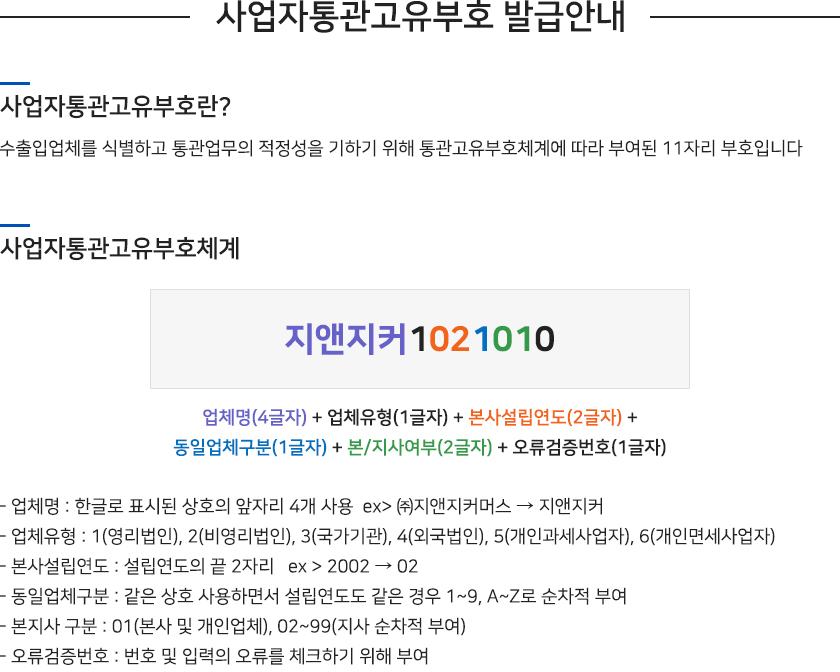 사업자통관고유부호 발급안내
사업자통관고유부호란?
수출입업체를 식별하고 통관업무의 적정성을 기하기 위해 통관고유부호체계에 따라 부여된 11자리 부호입니다
사업자통관고유부호체계
지앤지커1021010
업체명(4글자) + 업체유형(1글자) + 본사설립연도(2글자) +
동일업체구분(1글자) + 본/지사여부(2글자) + 오류검증번호(1글자)
- 업체명 : 한글로 표시된 상호의 앞자리 4개 사용 ex> ㈜지앤지커머스 → 지앤지커
- 업체유형 : 1(영리법인), 2(비영리법인), 3(국가기관), 4(외국법인), 5(개인과세사업자), 6(개인면세사업자)
- 본사설립연도 : 설립연도의 끝 2자리 ex > 2002 → 02
- 동일업체구분 : 같은 상호 사용하면서 설립연도도 같은 경우 1~9, A~Z로 순차적 부여
- 본지사 구분 : 01(본사 및 개인업체), 02~99(지사 순차적 부여)
- 오류검증번호 : 번호 및 입력의 오류를 체크하기 위해 부여